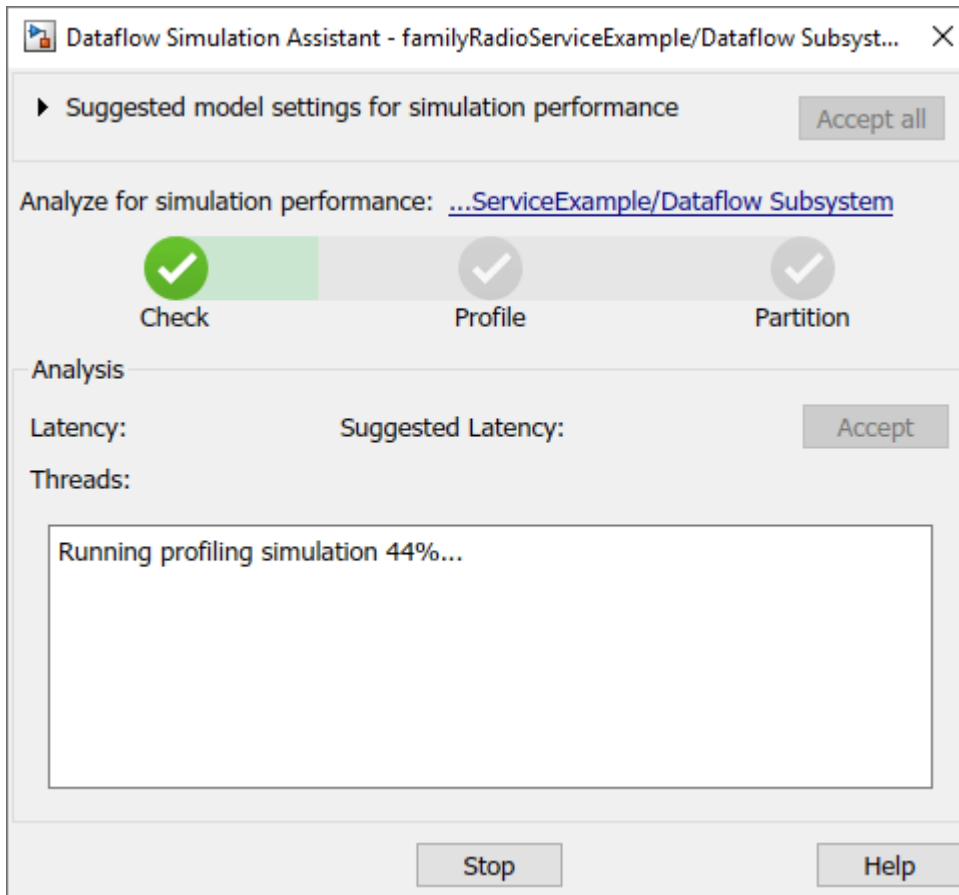 Dataflow Simulation Assistant - familyRadioServiceExample/Dataflow Subsyst...
Suggested model settings for simulation performance
Accept all
Analyze for simulation performance: ...ServiceExample/Dataflow Subsystem
Check Profile Partition
Analysis
Latency: Suggested Latency: Accept
Threads:
Running profiling simulation 44%...
Stop Help